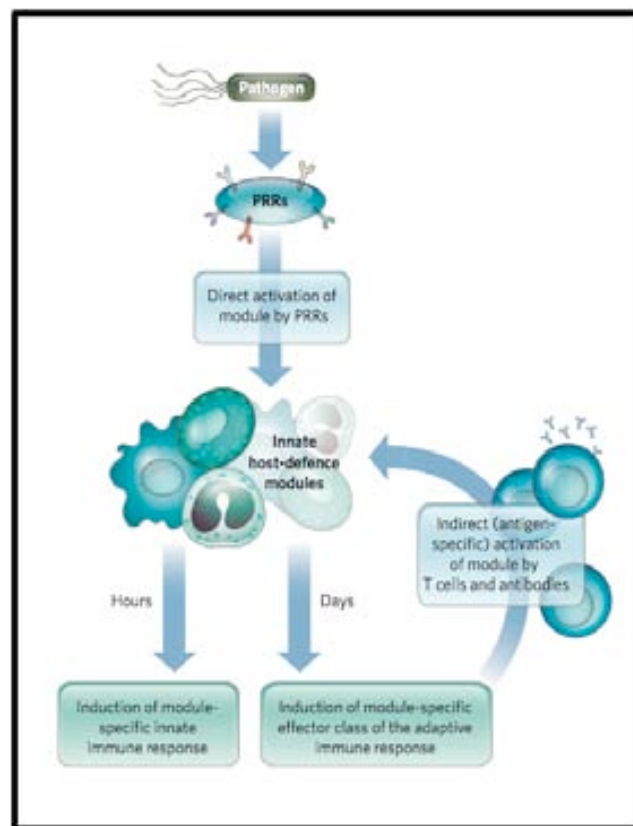 Pathogen
PRRs
Direct activation of
module by PRRs
Innate
host-defence
modules
Indirect (antigen-
specific) activation
of module by
T cells and antibodies
Hours
Days
Induction of module-
specific innate
immune response
Induction of module-specific
effector class of the adaptive
immune response